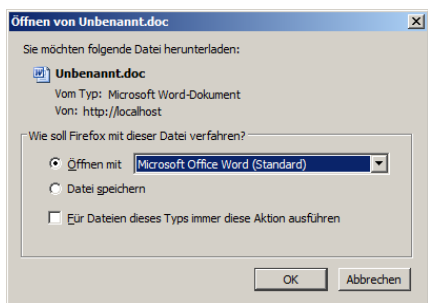 Öffnen von Unbenannt.doc
Sie möchten folgende Datei herunterladen:
Unbenannt.doc
Vom Typ: Microsoft Word-Dokument
Von: http://localhost
Wie soll Firefox mit dieser Datei verfahren?
Öffnen mit Microsoft Office Word (Standard)
Datei speichern
Für Dateien dieses Typs immer diese Aktion ausführen
OK Abbrechen